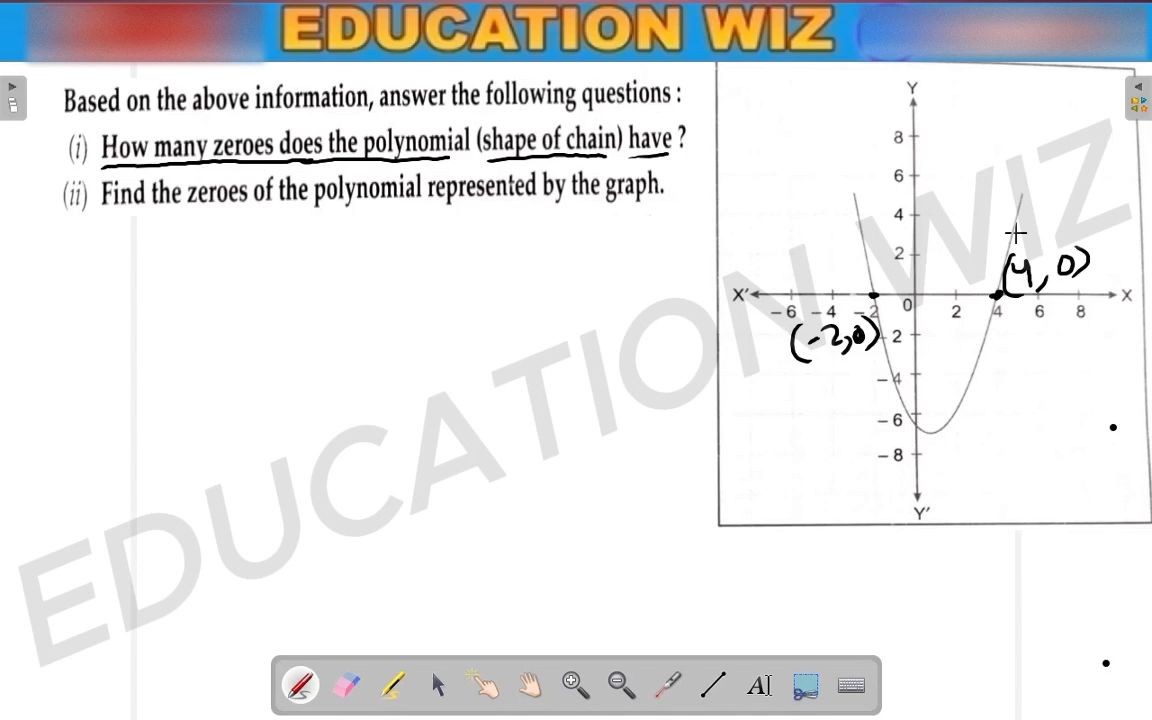 EDUCATION WIZ
Based on the above information, answer the following questions :
(i) How many zeroes does the polynomial (shape of chain) have ?
(ii) Find the zeroes of the polynomial represented by the graph.
Y
8
6
4
2
(4, 0)
X′ X
0
-6 -4 -2 2 4 6 8
(-2,0)
2
-4
-6
-8
Y′
EDUCATION WIZ
AI